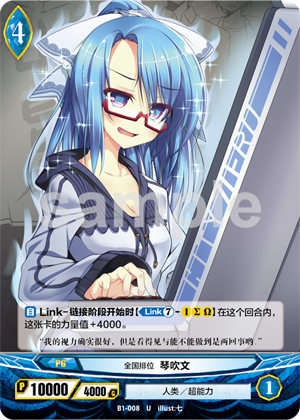 4
sample
自 Link-链接阶段开始时【Link 7 - I Σ Ω】在这个回合内，
这张卡的力量值+4000。
“我的视力确实很好，但是看得见与能不能做到是两回事哟。”
P6 全国排位 琴吹文
P 10000 / 4000 G
人类／超能力
1
B1-008 U illust:七